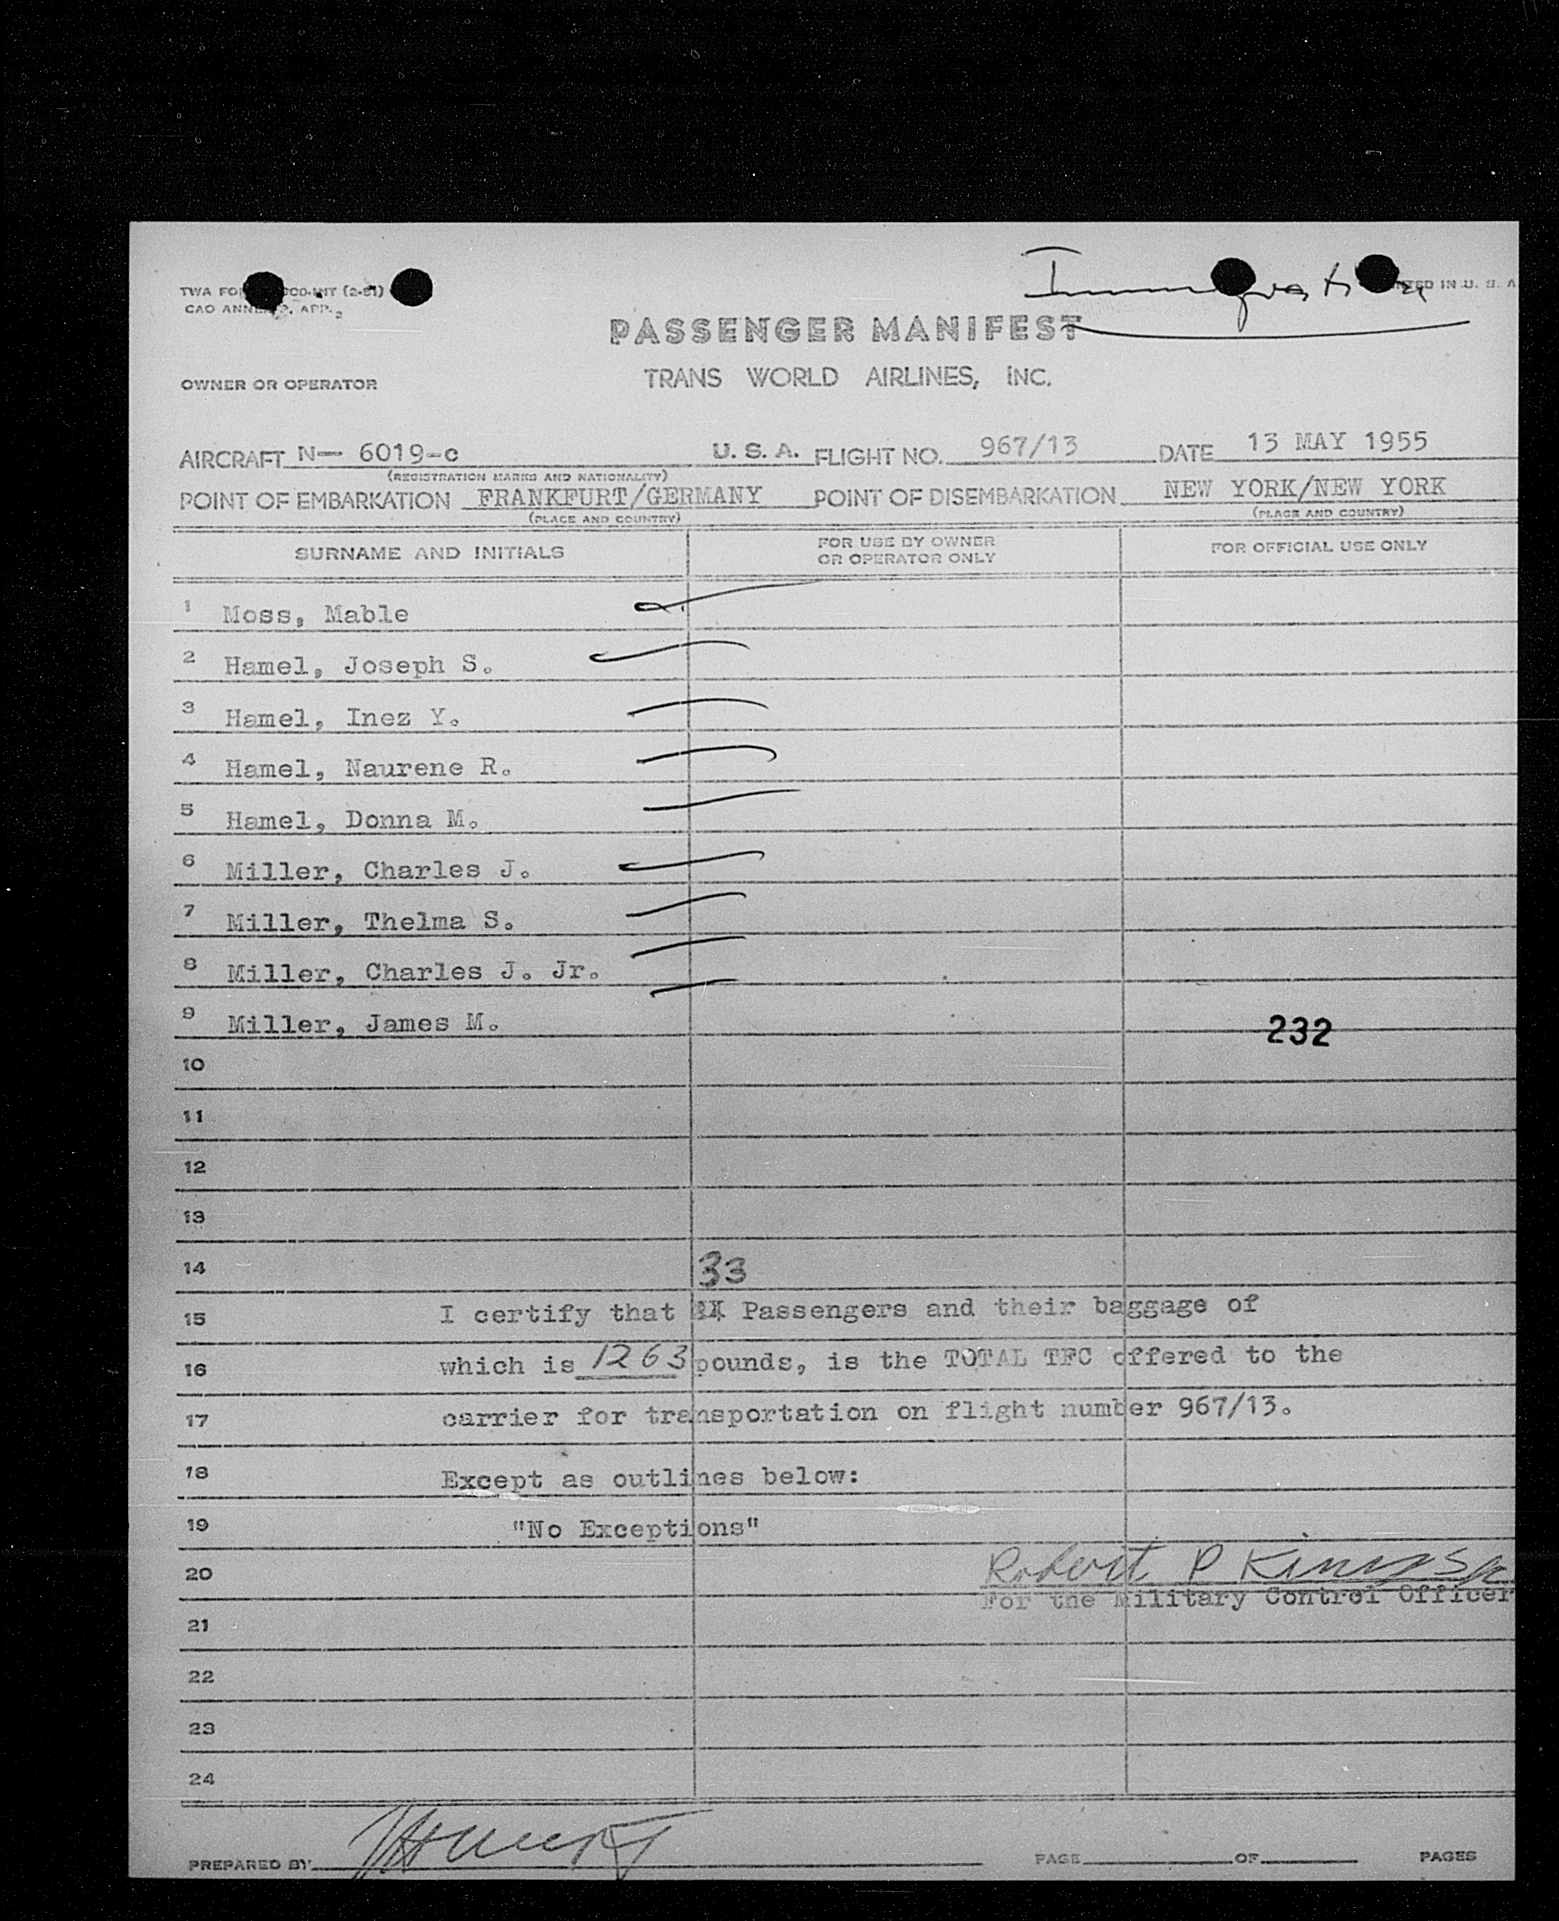 Immigration
TWA FO
CAO ANNEX 9, APP. 2
PASSENGER MANIFEST
OWNER OR OPERATOR TRANS WORLD AIRLINES, INC.
AIRCRAFT N— 6019-c U. S. A. FLIGHT NO. 967/13 DATE 13 MAY 1955
(REGISTRATION MARKS AND NATIONALITY)
POINT OF EMBARKATION FRANKFURT/GERMANY POINT OF DISEMBARKATION NEW YORK/NEW YORK
(PLACE AND COUNTRY) (PLACE AND COUNTRY)
SURNAME AND INITIALS FOR USE BY OWNER OR OPERATOR ONLY FOR OFFICIAL USE ONLY
1 Moss, Mable
2 Hamel, Joseph S.
3 Hamel, Inez Y.
4 Hamel, Naurene R.
5 Hamel, Donna M.
6 Miller, Charles J.
7 Miller, Thelma S.
8 Miller, Charles J. Jr.
9 Miller, James M.
232
10
11
12
13
14 33
15 I certify that Passengers and their baggage of
16 which is 1263 pounds, is the TOTAL TFC offered to the
17 carrier for transportation on flight number 967/13.
18 Except as outlines below:
19 "No Exceptions"
20 Robert P
For the Military Control Officer
21
22
23
24
PREPARED BY PAGE OF PAGES